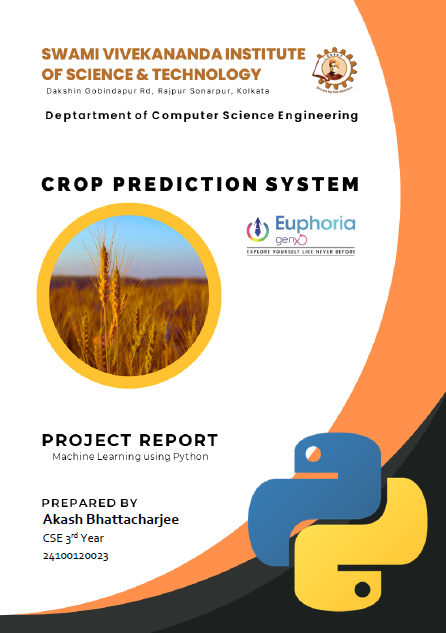 SWAMI VIVEKANANDA INSTITUTE
OF SCIENCE & TECHNOLOGY
Dakshin Gobindapur Rd, Rajpur Sonarpur, Kolkata
Deptartment of Computer Science Engineering
CROP PREDICTION SYSTEM
Euphoria
genx
EXPLORE YOURSELF LIKE NEVER BEFORE
PROJECT REPORT
Machine Learning using Python
PREPARED BY
Akash Bhattacharjee
CSE 3rd Year
24100120023